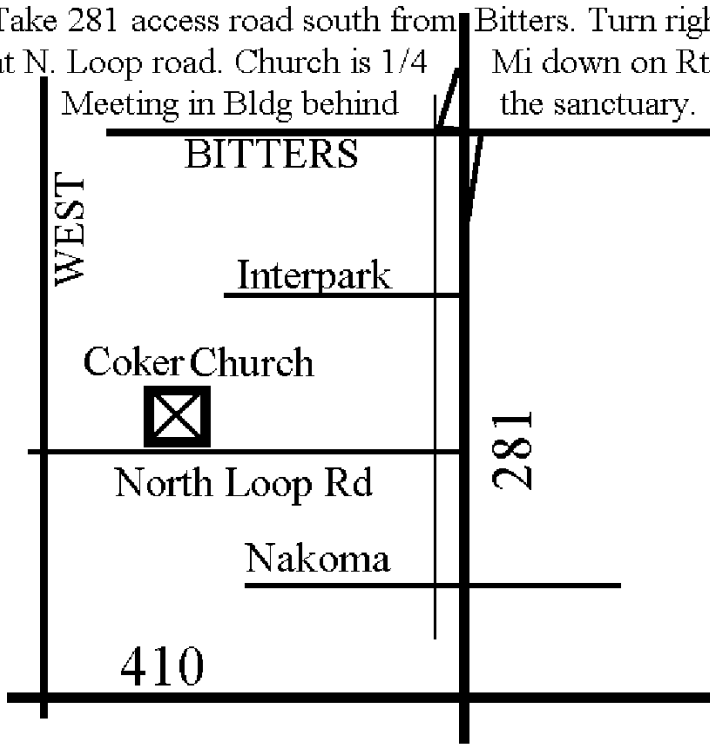 Take 281 access road south from Bitters. Turn righ
at N. Loop road. Church is 1/4 Mi down on Rt
Meeting in Bldg behind the sanctuary.
BITTERS
WEST
Interpark
Coker Church
281
North Loop Rd
Nakoma
410